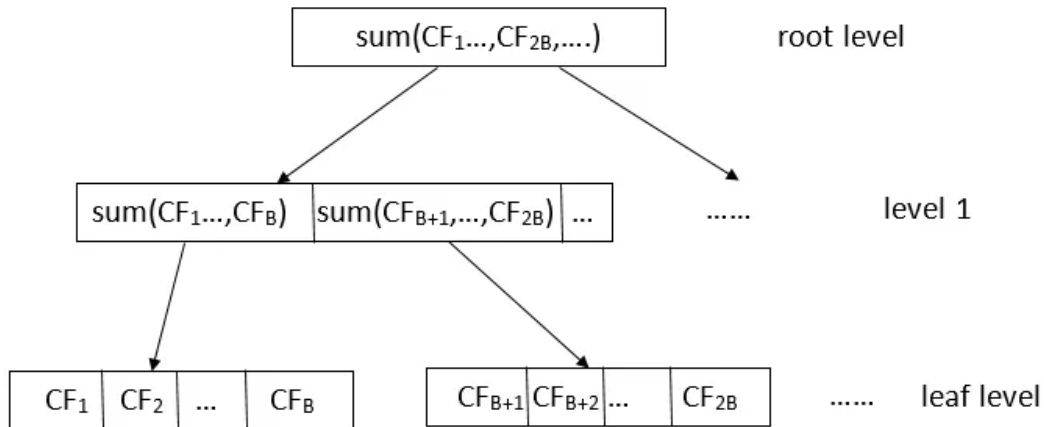 sum(CF₁...,CF₂B,....) root level
sum(CF₁...,CFB) sum(CFB+1,...,CF2B) ... ...... level 1
CF₁ CF₂ ... CFB CFB+1 CFB+2 ... CF2B ...... leaf level